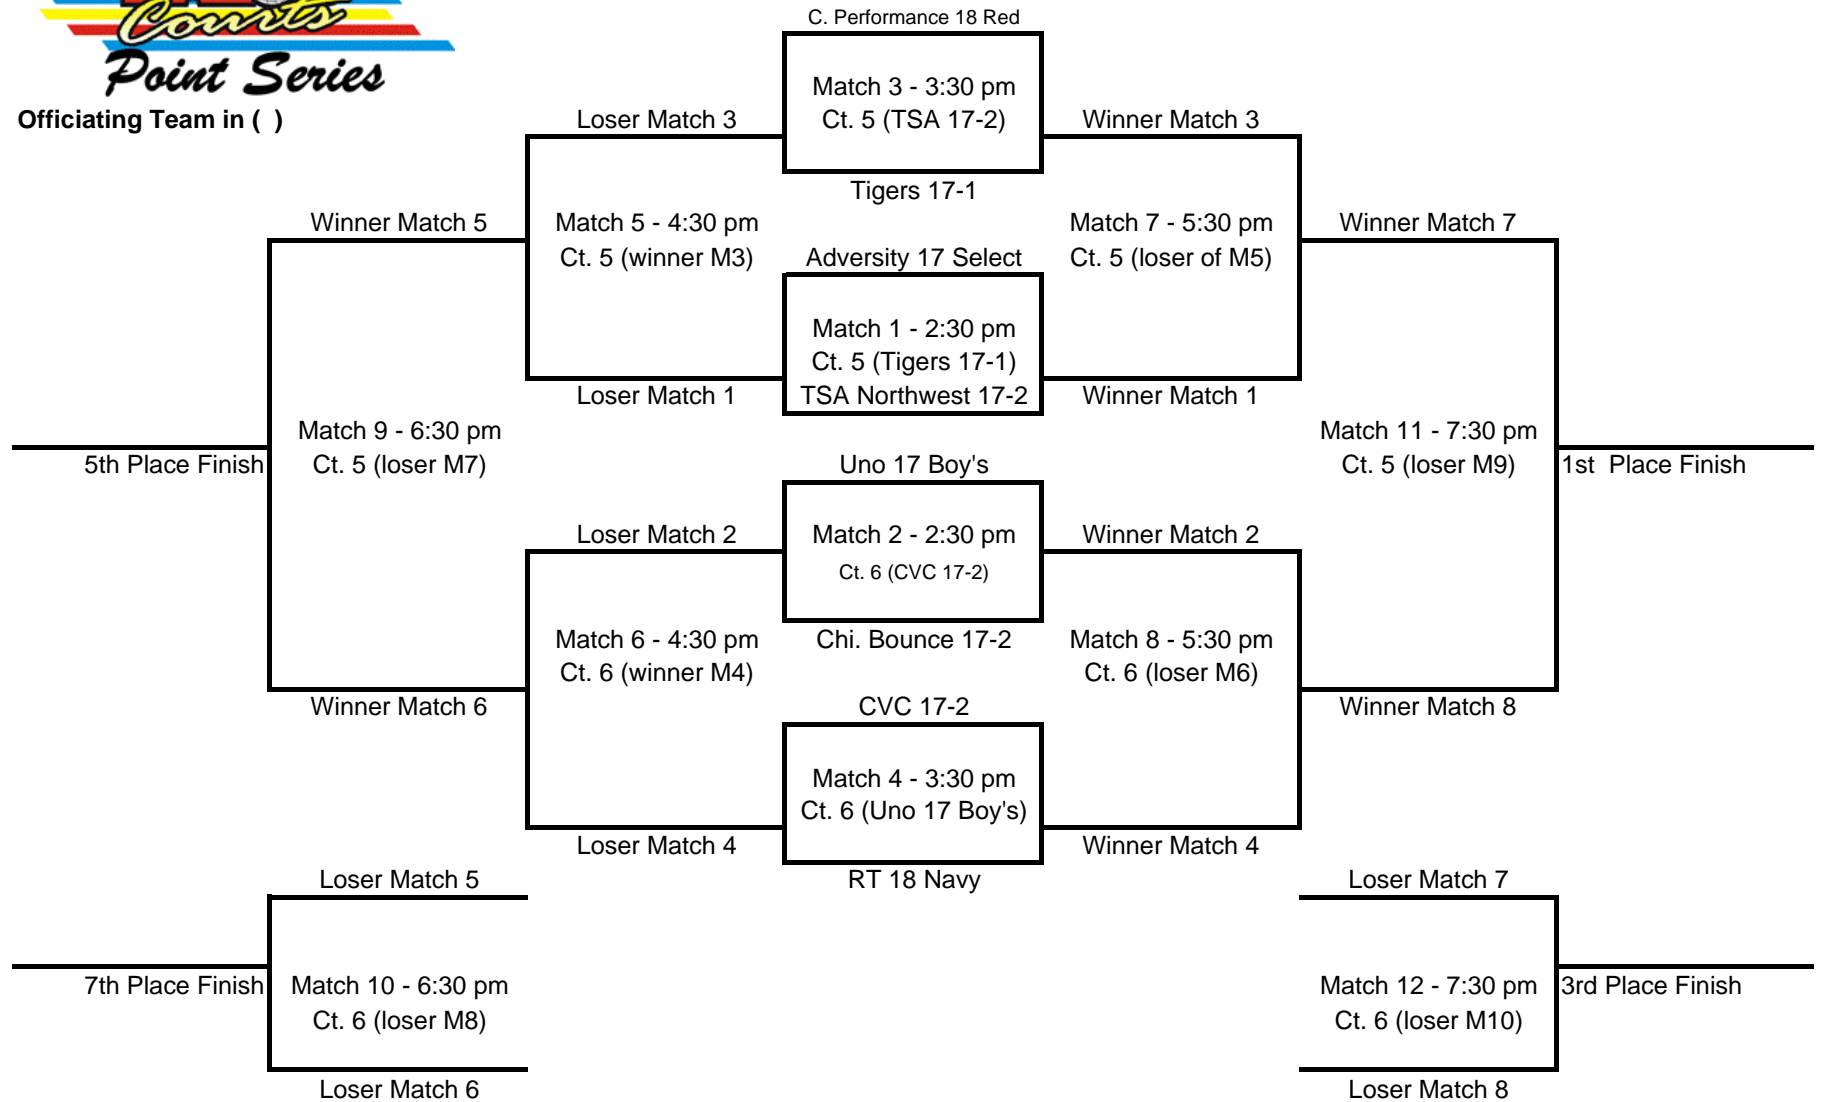 Courts
Point Series
Officiating Team in (  )
C. Performance 18 Red
Match 3 - 3:30 pm
Ct. 5 (TSA 17-2)
Loser Match 3
Winner Match 3
Tigers 17-1
Winner Match 5
Match 5 - 4:30 pm
Ct. 5 (winner M3)
Adversity 17 Select
Match 7 - 5:30 pm
Ct. 5 (loser of M5)
Winner Match 7
Match 1 - 2:30 pm
Ct. 5 (Tigers 17-1)
TSA Northwest 17-2
Loser Match 1
Winner Match 1
Match 9 - 6:30 pm
Ct. 5 (loser M7)
5th Place Finish
Uno 17 Boy's
Match 11 - 7:30 pm
Ct. 5 (loser M9)
1st  Place Finish
Loser Match 2
Match 2 - 2:30 pm
Ct. 6 (CVC 17-2)
Winner Match 2
Match 6 - 4:30 pm
Ct. 6 (winner M4)
Chi. Bounce 17-2
Match 8 - 5:30 pm
Ct. 6 (loser M6)
Winner Match 6
CVC 17-2
Winner Match 8
Match 4 - 3:30 pm
Ct. 6 (Uno 17 Boy's)
Loser Match 4
Winner Match 4
RT 18 Navy
Loser Match 5
Loser Match 7
7th Place Finish
Match 10 - 6:30 pm
Ct. 6 (loser M8)
Match 12 - 7:30 pm
Ct. 6 (loser M10)
3rd Place Finish
Loser Match 6
Loser Match 8